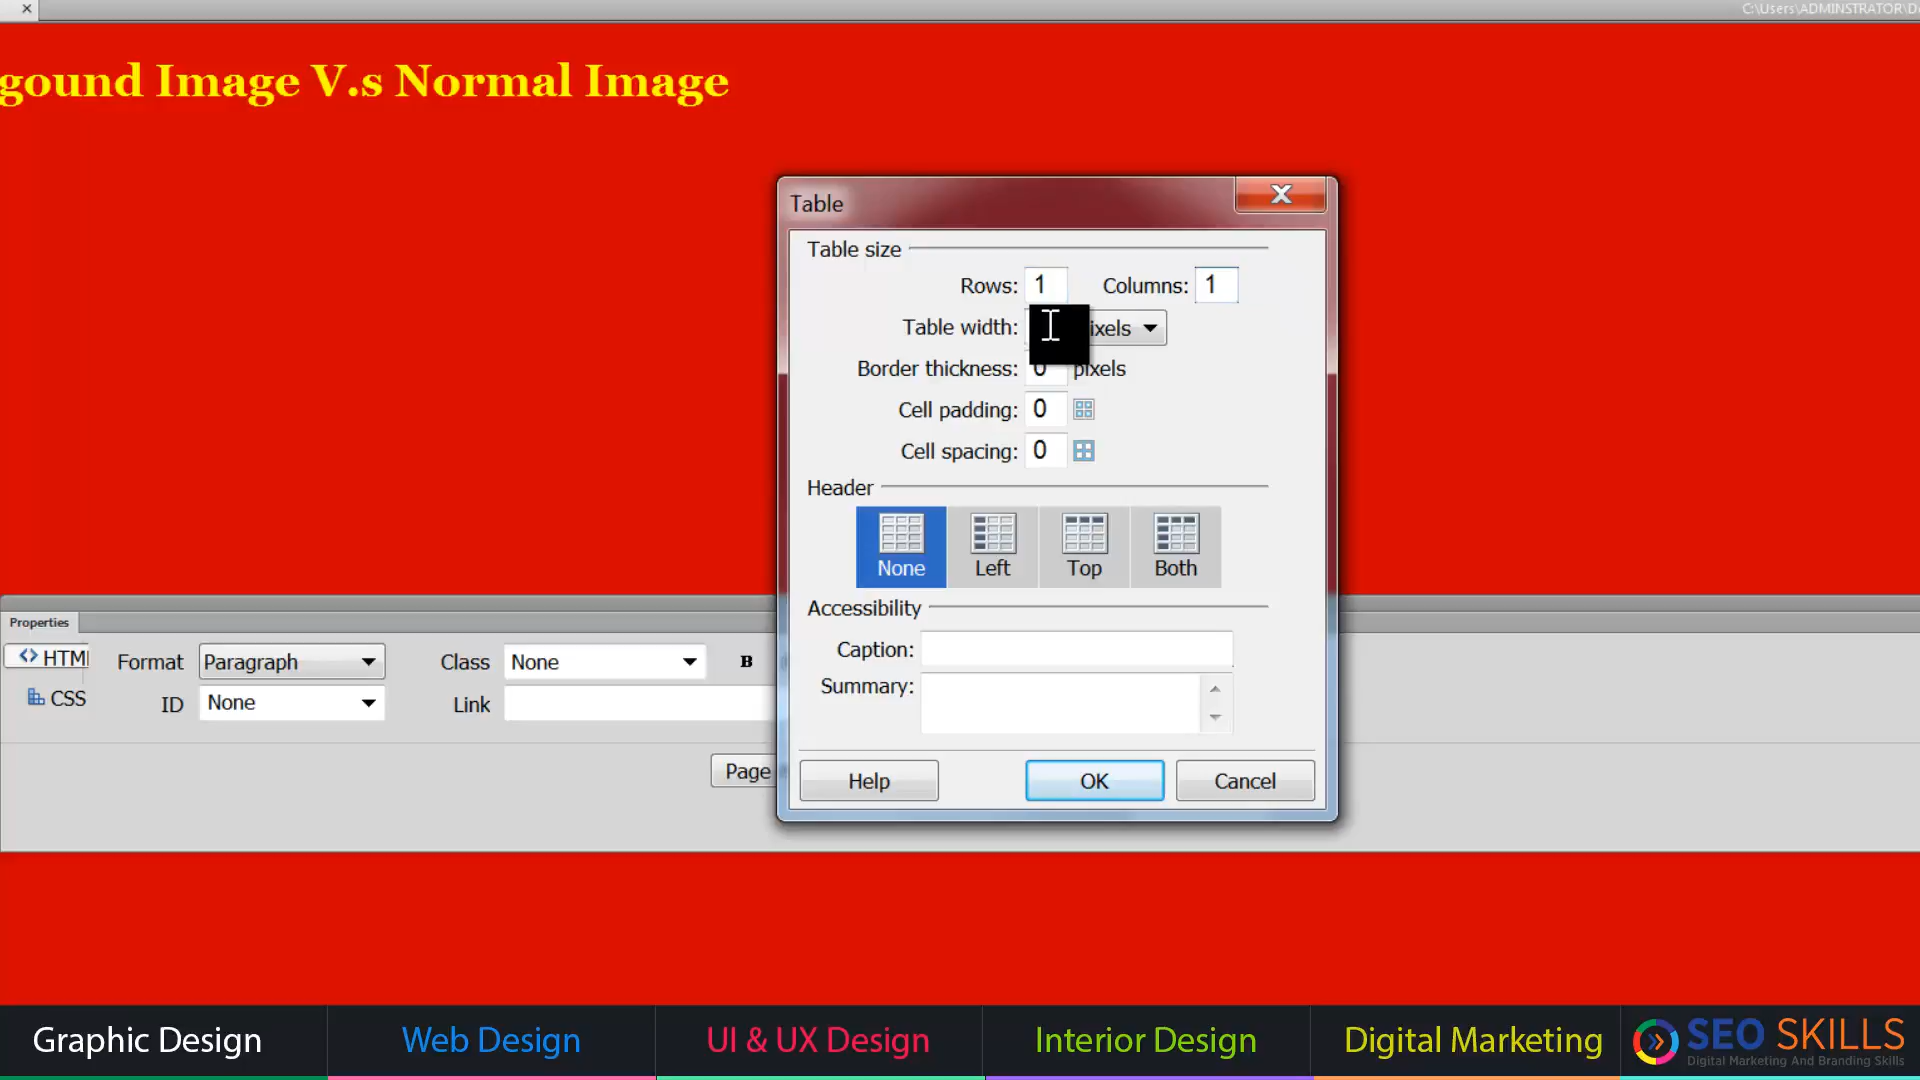 ×
C:\Users\ADMINSTRATOR\D
gound Image V.s Normal Image
Table
X
Table size
Rows: 1 Columns: 1
Table width: ixels
Border thickness: 0 pixels
Cell padding: 0
Cell spacing: 0
Header
None Left Top Both
Accessibility
Caption:
Summary:
Help OK Cancel
Properties
<> HTML Format Paragraph Class None B
CSS ID None Link
Page
Graphic Design Web Design UI & UX Design Interior Design Digital Marketing SEO SKILLS
Digital Marketing And Branding Skills